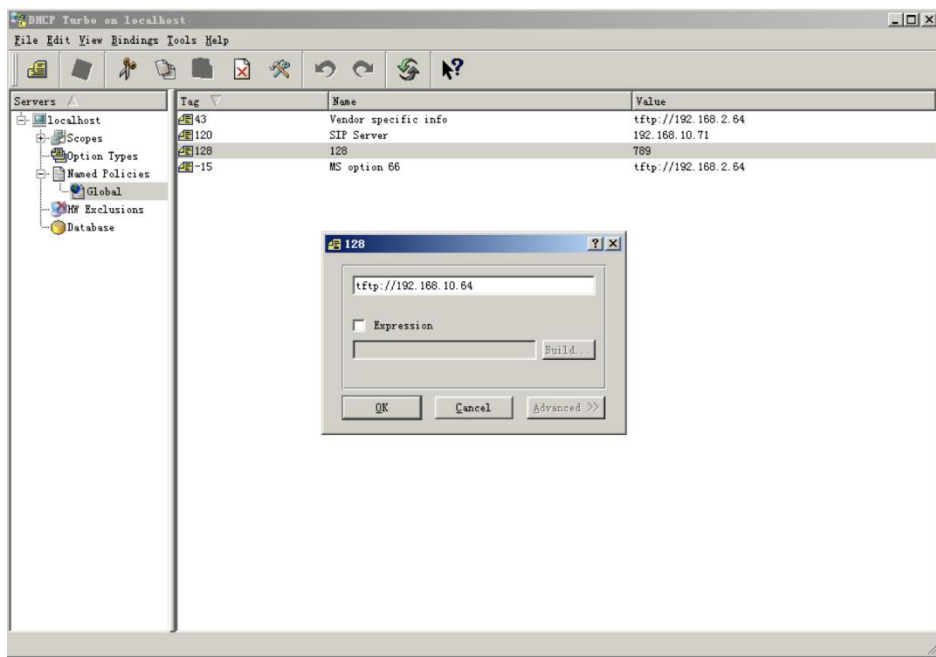 DHCP Turbo on localhost
File Edit View Bindings Tools Help
Servers
Tag Name Value
localhost
Scopes
Option Types
Named Policies
Global
HW Exclusions
Database
43 Vendor specific info tftp://192.168.2.64
120 SIP Server 192.168.10.71
128 128 789
-15 MS option 66 tftp://192.168.2.64
128
tftp://192.168.10.64
Expression
Build...
OK Cancel Advanced >>